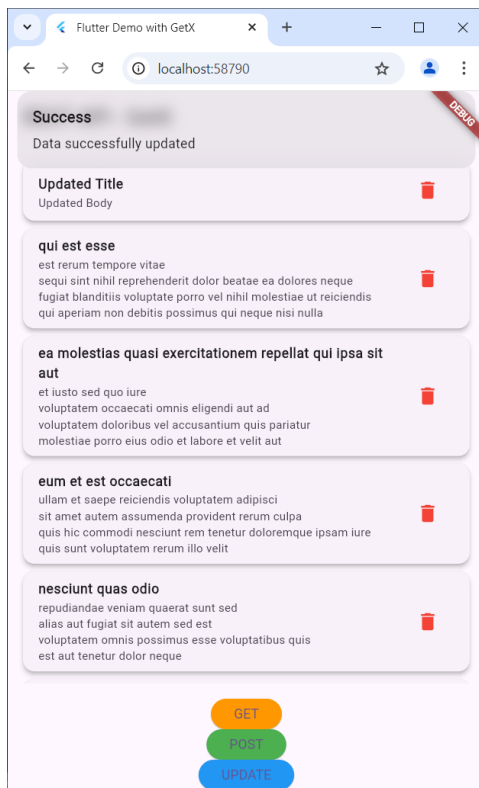 Flutter Demo with GetX
localhost:58790
DEBUG
Success
Data successfully updated
Updated Title
Updated Body
qui est esse
est rerum tempore vitae
sequi sint nihil reprehenderit dolor beatae ea dolores neque
fugiat blanditiis voluptate porro vel nihil molestiae ut reiciendis
qui aperiam non debitis possimus qui neque nisi nulla
ea molestias quasi exercitationem repellat qui ipsa sit
aut
et iusto sed quo iure
voluptatem occaecati omnis eligendi aut ad
voluptatem doloribus vel accusantium quis pariatur
molestiae porro eius odio et labore et velit aut
eum et est occaecati
ullam et saepe reiciendis voluptatem adipisci
sit amet autem assumenda provident rerum culpa
quis hic commodi nesciunt rem tenetur doloremque ipsam iure
quis sunt voluptatem rerum illo velit
nesciunt quas odio
repudiandae veniam quaerat sunt sed
alias aut fugiat sit autem sed est
voluptatem omnis possimus esse voluptatibus quis
est aut tenetur dolor neque
GET
POST
UPDATE